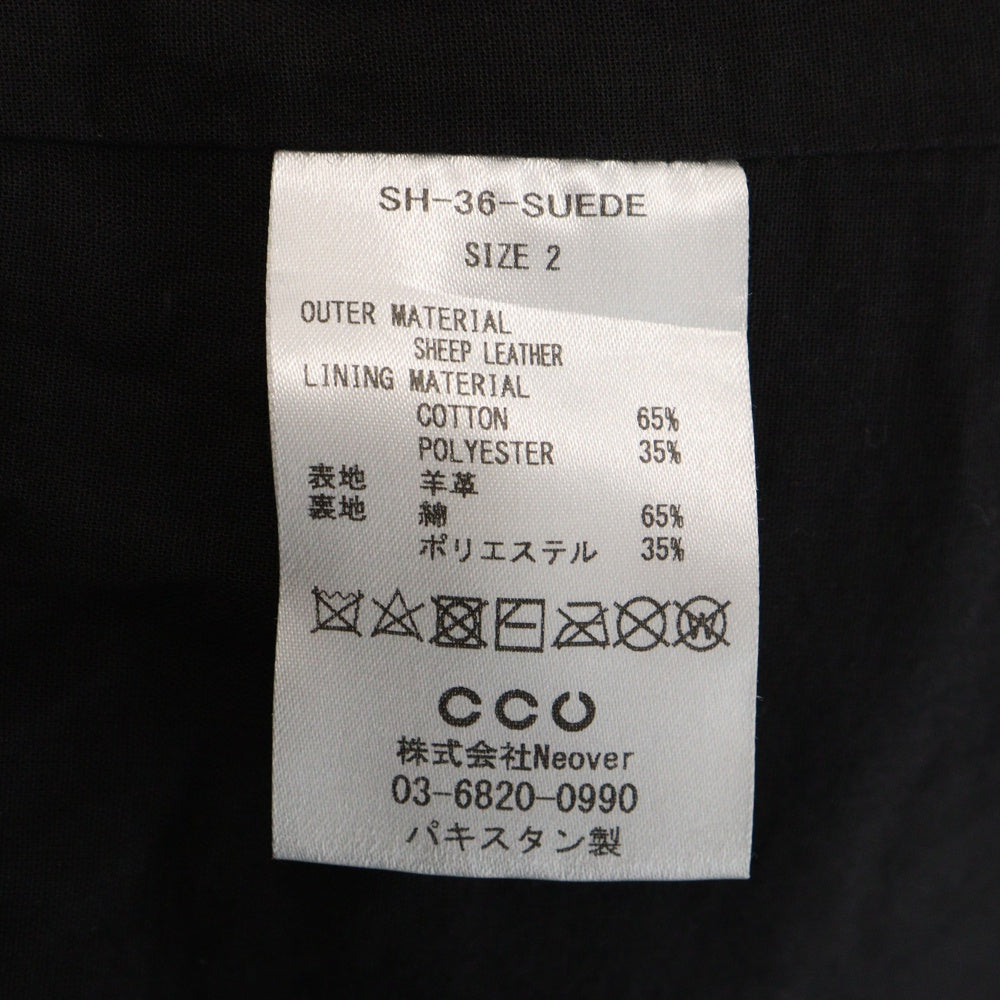 SH-36-SUEDE
SIZE 2
OUTER MATERIAL
SHEEP LEATHER
LINING MATERIAL
COTTON 65%
POLYESTER 35%
表地 羊革
裏地 綿 65%
ポリエステル 35%
W
CCU
株式会社Neover
03-6820-0990
パキスタン製